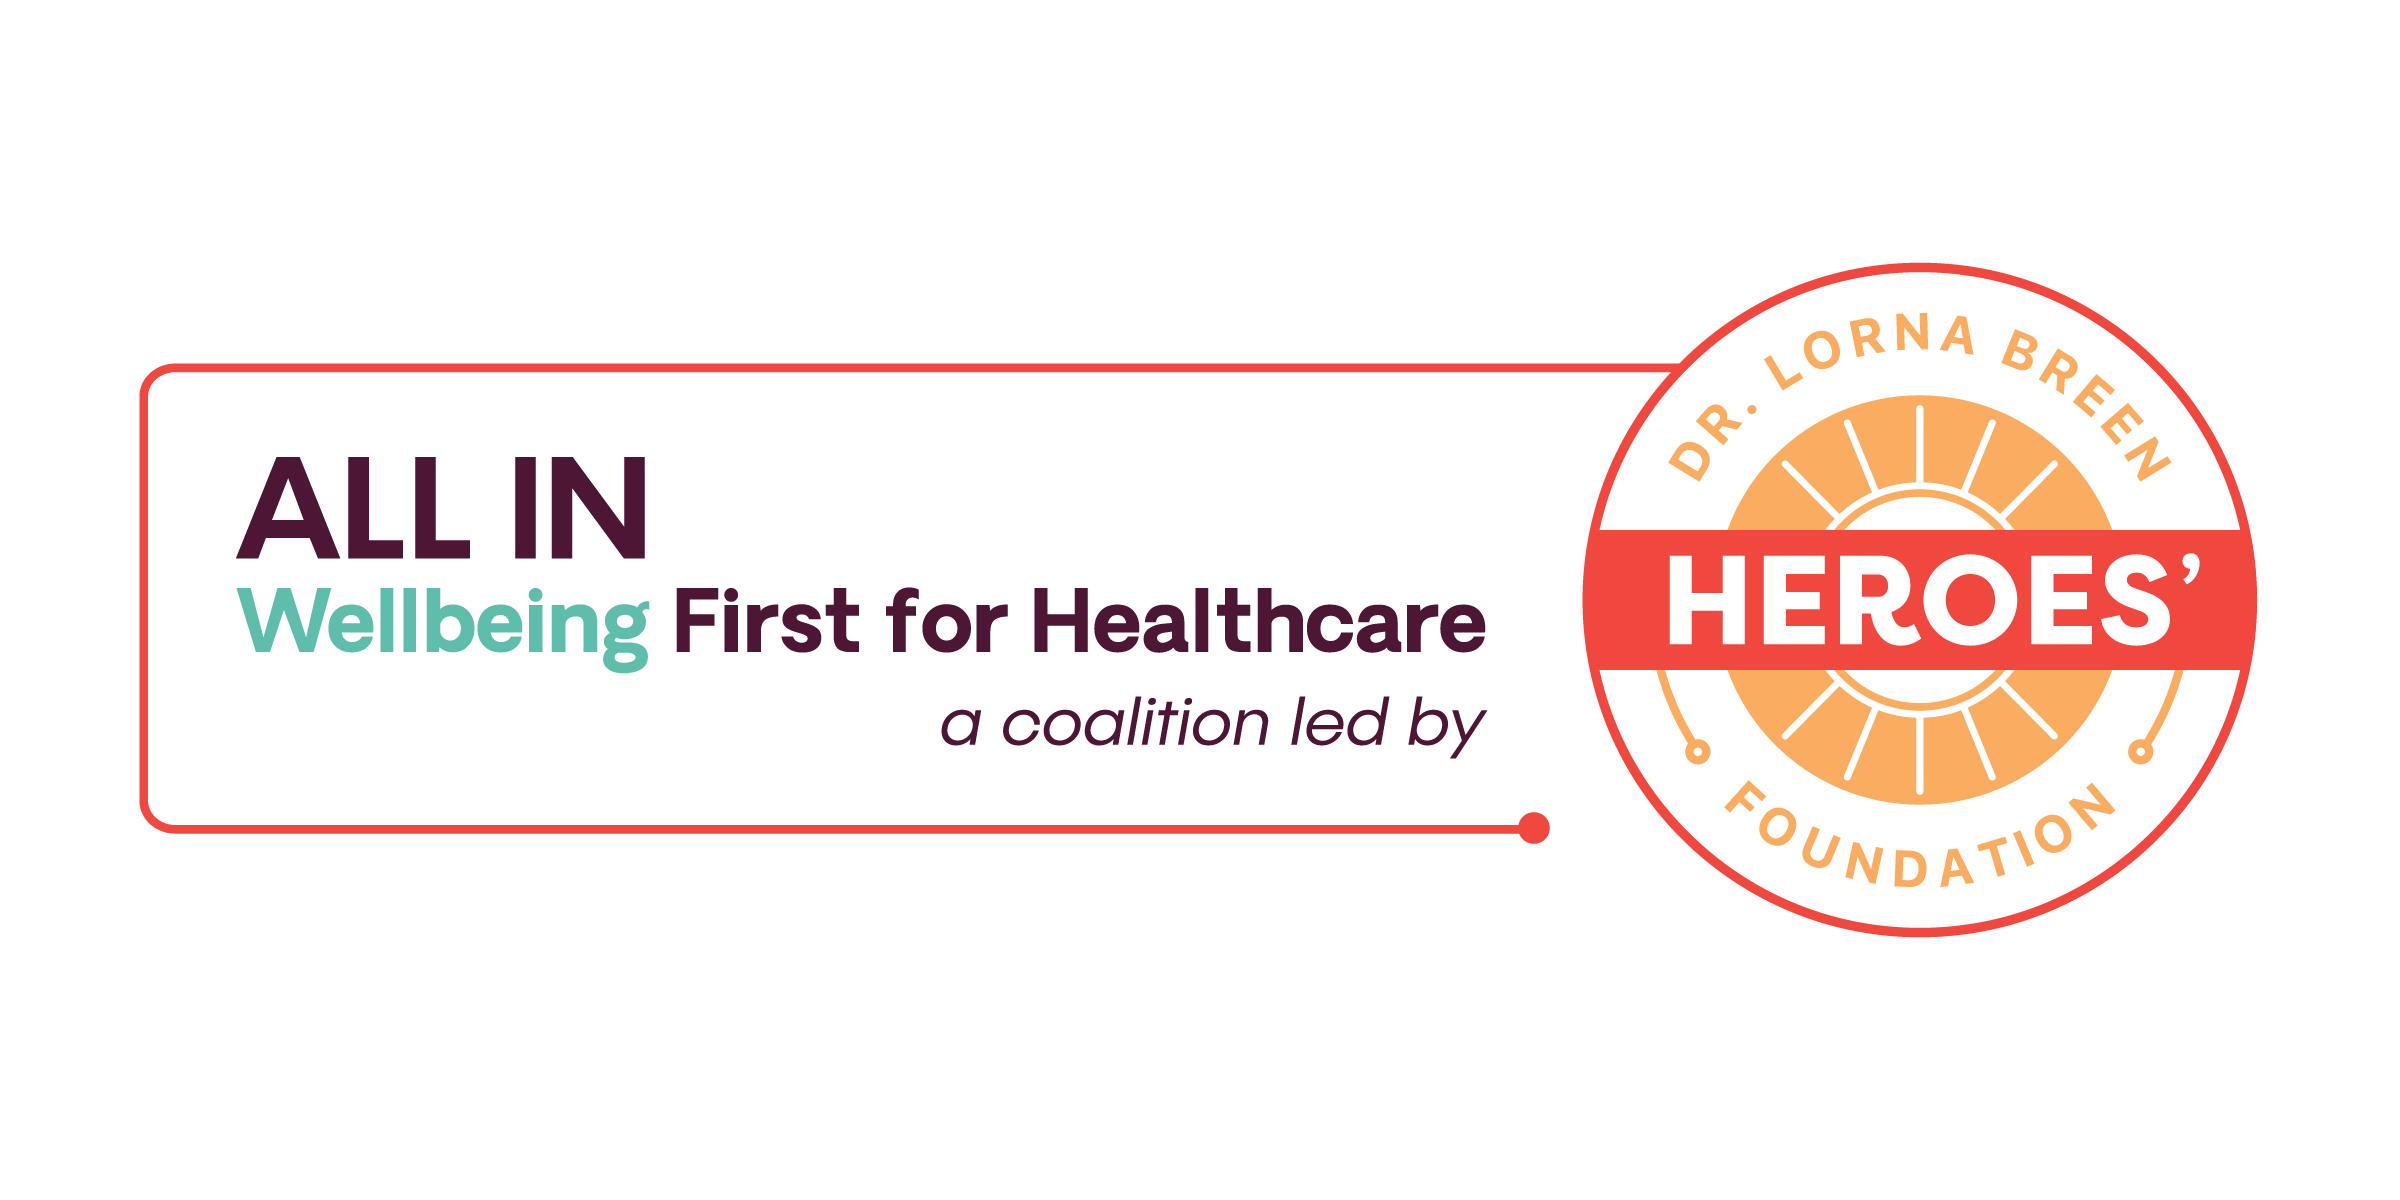 ALL IN
Wellbeing First for Healthcare
a coalition led by
DR. LORNA BREEN
HEROES’
FOUNDATION